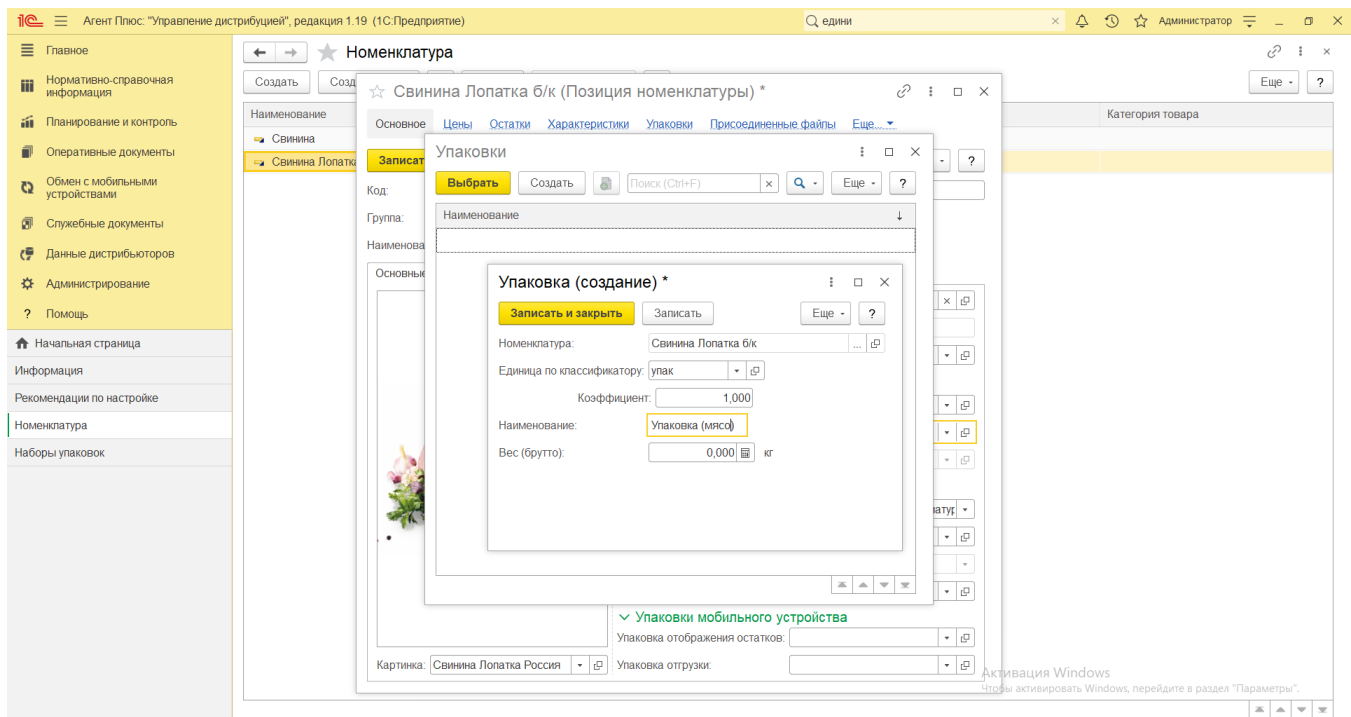 Агент Плюс: "Управление дистрибуцией", редакция 1.19 (1С:Предприятие)
едини
Администратор
Главное
Нормативно-справочная
информация
Планирование и контроль
Оперативные документы
Обмен с мобильными
устройствами
Служебные документы
Данные дистрибьюторов
Администрирование
? Помощь
Начальная страница
Информация
Рекомендации по настройке
Номенклатура
Наборы упаковок
Номенклатура
Создать
Еще
?
Наименование
Категория товара
Свинина
Свинина Лопатка
Свинина Лопатка б/к (Позиция номенклатуры) *
Основное Цены Остатки Характеристики Упаковки Присоединенные файлы Еще...
?
Код:
Группа:
Упаковки
Выбрать Создать Поиск (Ctrl+F) Еще ?
Наименование
Упаковка (создание) *
Записать и закрыть Записать Еще ?
Номенклатура: Свинина Лопатка б/к ...
Единица по классификатору: упак
Коэффициент: 1,000
Наименование: Упаковка (мясо)
Вес (брутто): 0,000 кг
Упаковки мобильного устройства
Упаковка отображения остатков:
Картинка: Свинина Лопатка Россия Упаковка отгрузки:
Активация Windows
Чтобы активировать Windows, перейдите в раздел "Параметры".